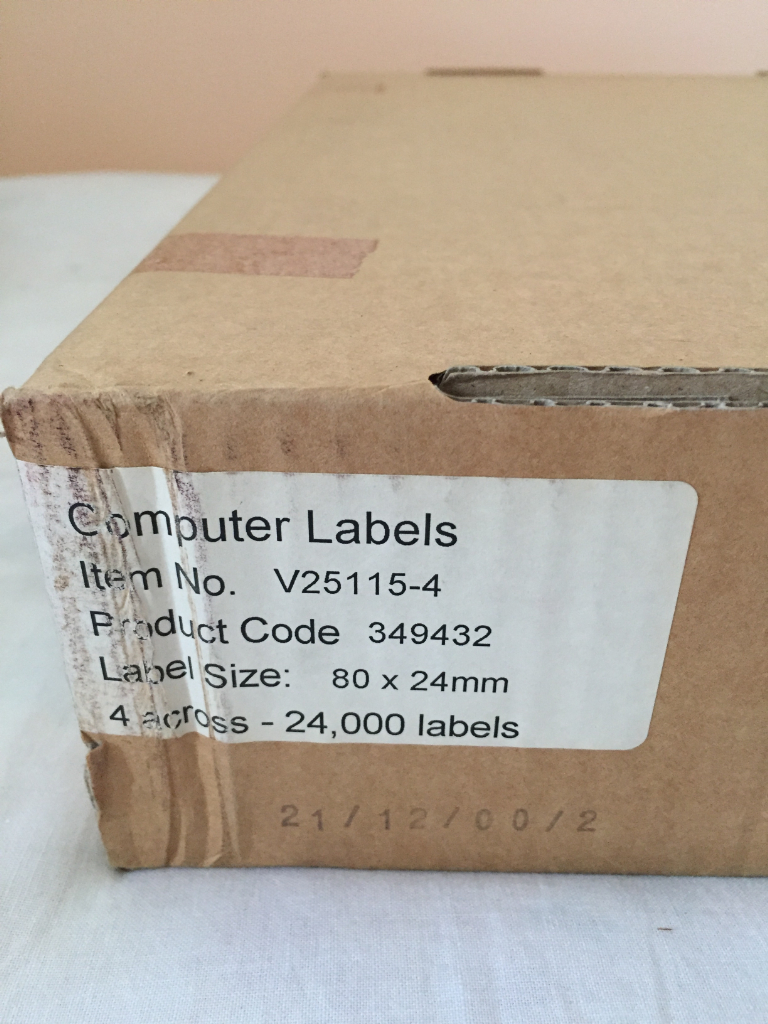 Computer Labels
Item No. V25115-4
Product Code 349432
Label Size: 80 x 24mm
4 across - 24,000 labels
21/12/00/2